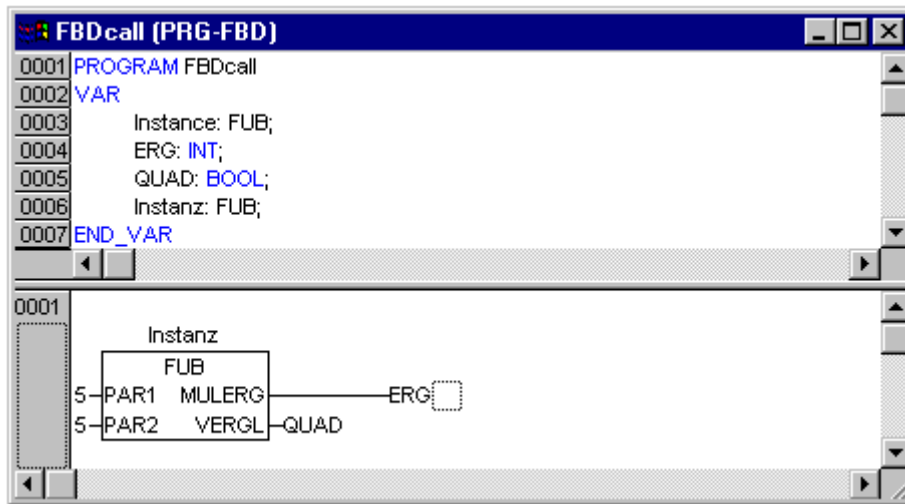 FBDcall (PRG-FBD)
0001 PROGRAM FBDcall
0002 VAR
0003 Instance: FUB;
0004 ERG: INT;
0005 QUAD: BOOL;
0006 Instanz: FUB;
0007 END_VAR
0001
Instanz
FUB
5 PAR1 MULERG ERG
5 PAR2 VERGL QUAD